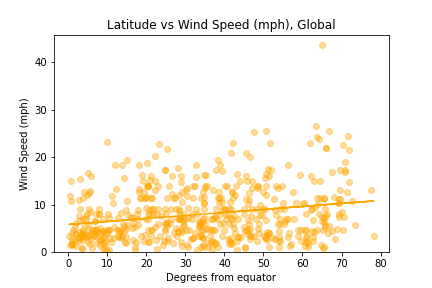 Latitude vs Wind Speed (mph), Global
Wind Speed (mph)
40
30
20
10
0
0 10 20 30 40 50 60 70 80
Degrees from equator